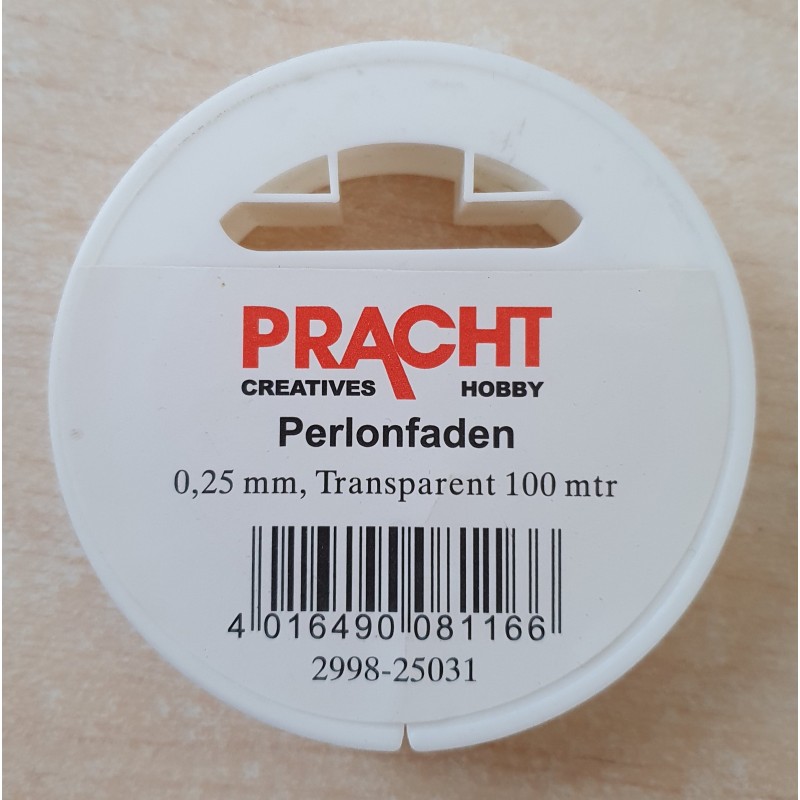 PRACHT
CREATIVES HOBBY
Perlonfaden
0,25 mm, Transparent 100 mtr
4 016490 081166
2998-25031